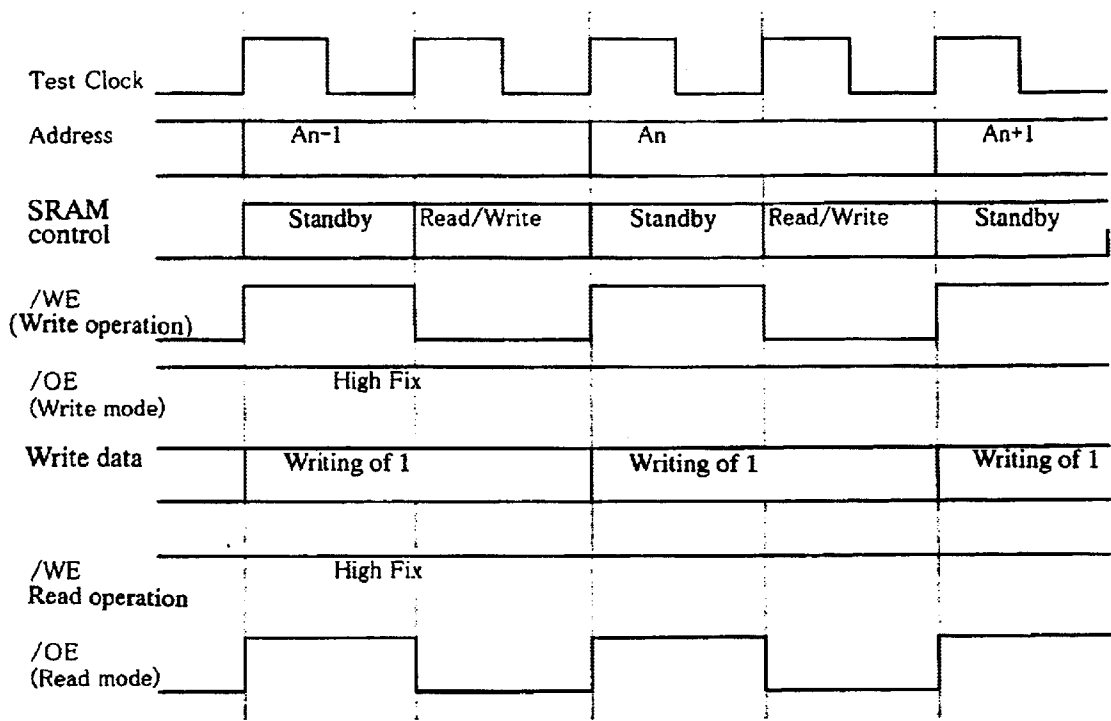 Test Clock
Address An-1 An An+1
SRAM
control Standby Read/Write Standby Read/Write Standby
/WE
(Write operation)
/OE High Fix
(Write mode)
Write data Writing of 1 Writing of 1 Writing of 1
/WE High Fix
Read operation
/OE
(Read mode)